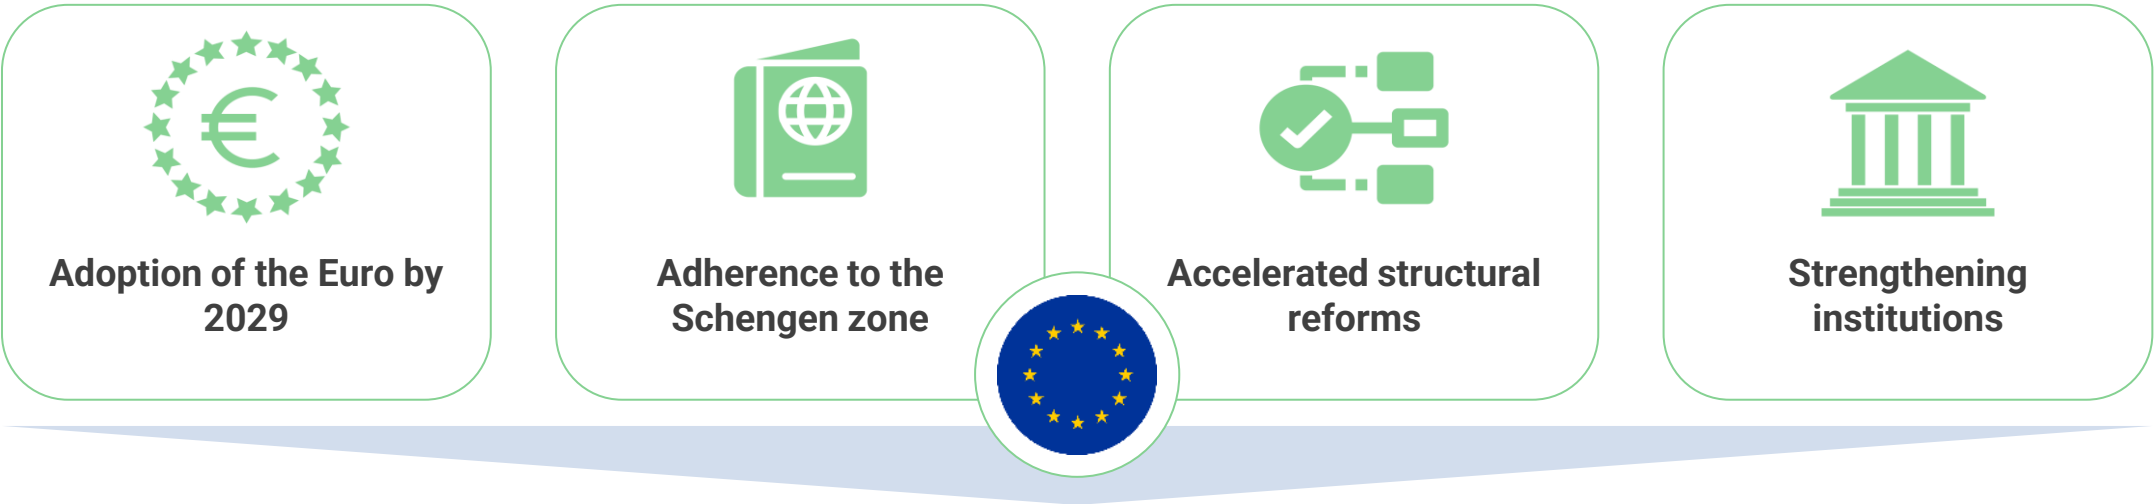 Adoption of the Euro by
2029
Adherence to the
Schengen zone
Accelerated structural
reforms
Strengthening
institutions